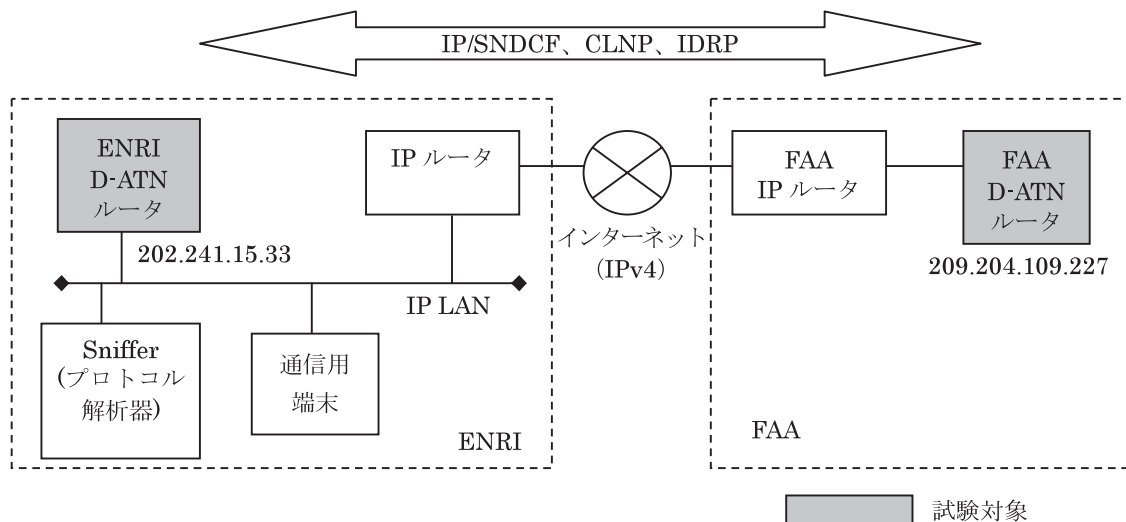 IP/SNDCF、CLNP、IDRP
ENRI
D-ATN
ルータ
202.241.15.33
IP ルータ
インターネット
(IPv4)
FAA
IP ルータ
FAA
D-ATN
ルータ
209.204.109.227
IP LAN
Sniffer
(プロトコル
解析器)
通信用
端末
ENRI
FAA
試験対象